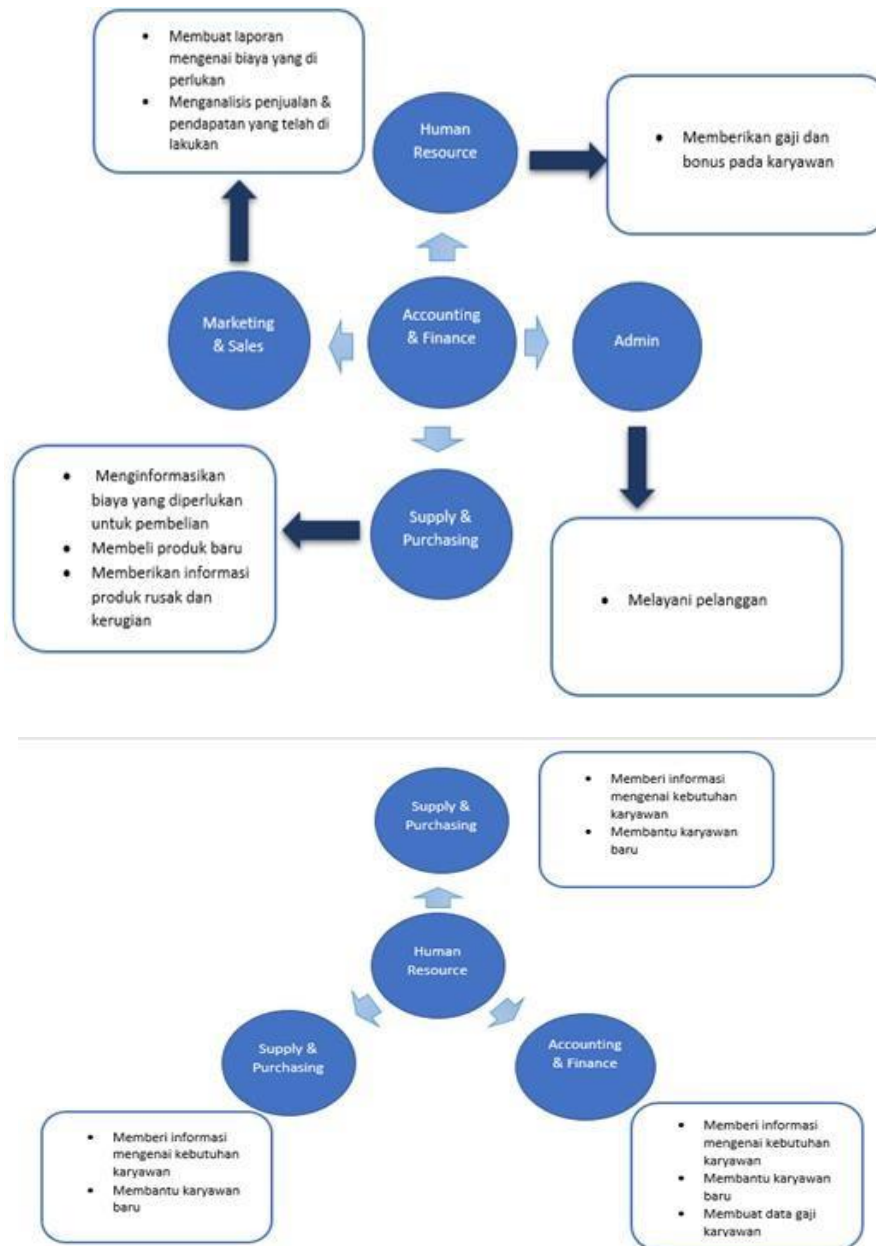 • Membuat laporan
mengenai biaya yang di
perlukan
• Menganalisis penjualan &
pendapatan yang telah di
lakukan
Human
Resource
• Memberikan gaji dan
bonus pada karyawan
Marketing
& Sales
Accounting
& Finance
Admin
• Menginformasikan
biaya yang diperlukan
untuk pembelian
• Membeli produk baru
• Memberikan informasi
produk rusak dan
kerugian
Supply &
Purchasing
• Melayani pelanggan
Supply &
Purchasing
• Memberi informasi
mengenai kebutuhan
karyawan
• Membantu karyawan
baru
Human
Resource
Supply &
Purchasing
Accounting
& Finance
• Memberi informasi
mengenai kebutuhan
karyawan
• Membantu karyawan
baru
• Memberi informasi
mengenai kebutuhan
karyawan
• Membantu karyawan
baru
• Membuat data gaji
karyawan